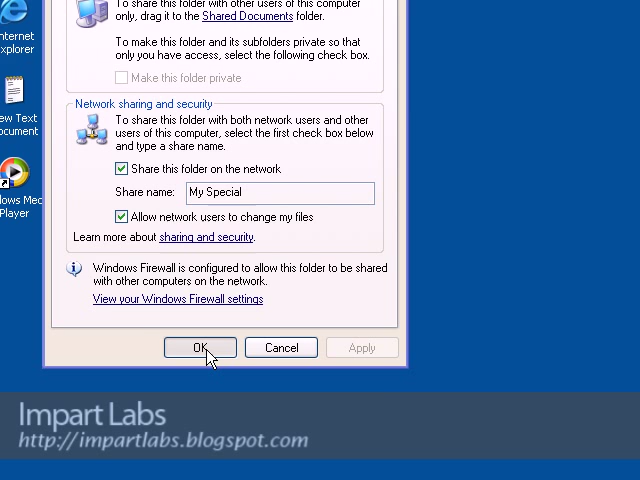 To share this folder with other users of this computer
only, drag it to the Shared Documents folder.
To make this folder and its subfolders private so that
only you have access, select the following check box.
Make this folder private
Network sharing and security
To share this folder with both network users and other
users of this computer, select the first check box below
and type a share name.
Share this folder on the network
Share name: My Special
Allow network users to change my files
Learn more about sharing and security.
Windows Firewall is configured to allow this folder to be shared
with other computers on the network.
View your Windows Firewall settings
OK Cancel Apply
nternet
xplorer
ew Text
ocument
dows Med
Player
Impart Labs
http://impartlabs.blogspot.com